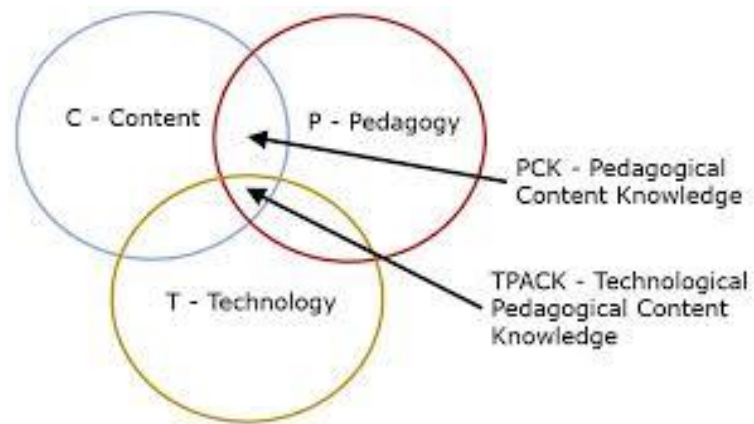 C - Content
P - Pedagogy
PCK - Pedagogical
Content Knowledge
T - Technology
TPACK - Technological
Pedagogical Content
Knowledge